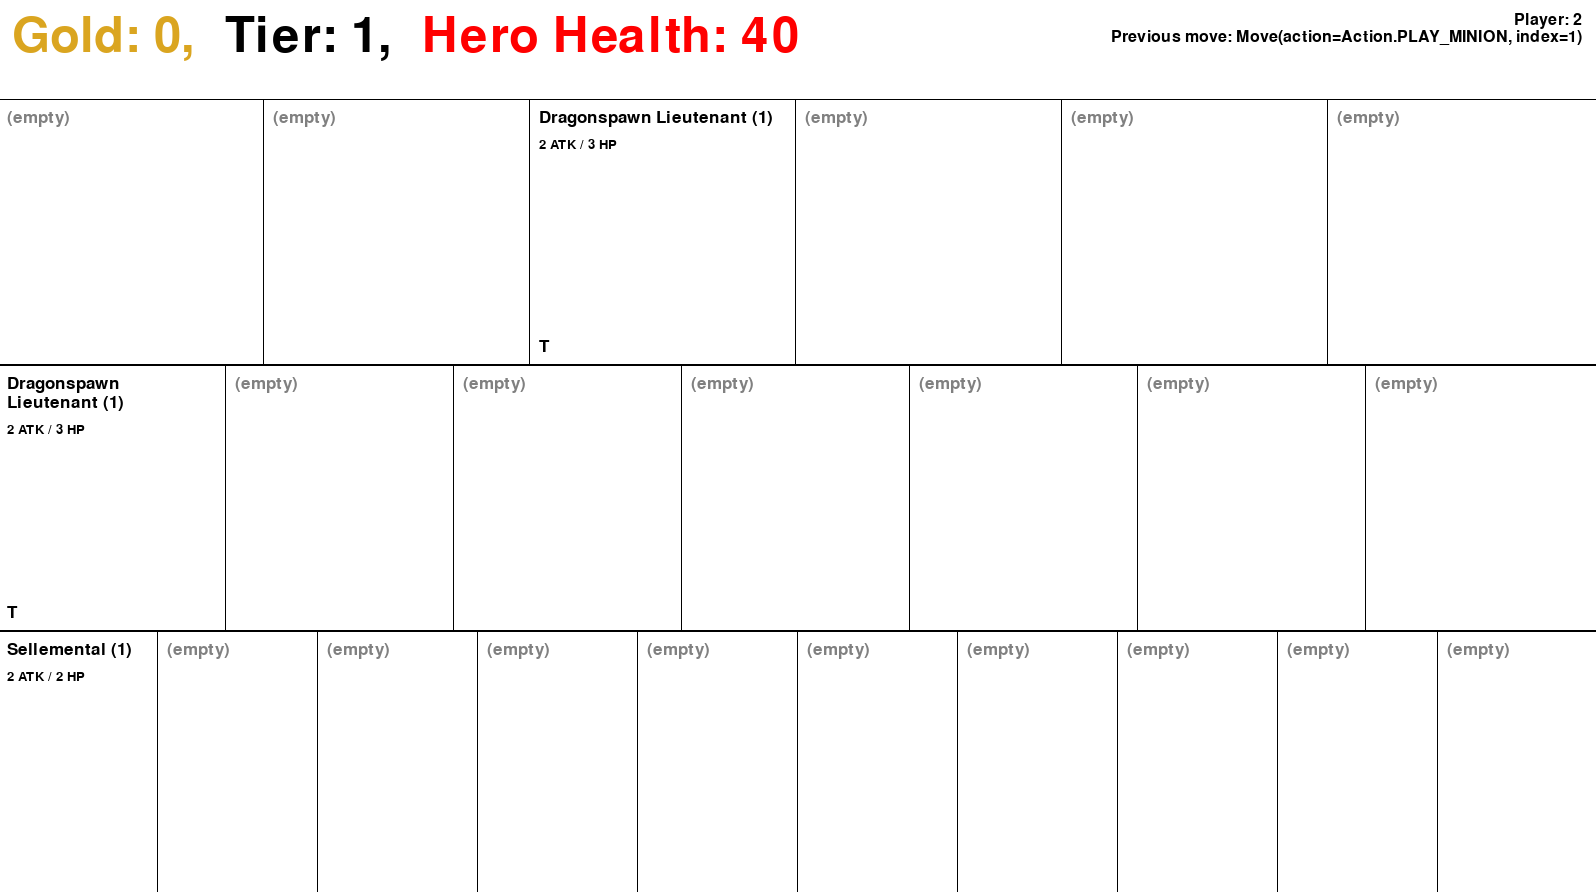 Gold: 0, Tier: 1, Hero Health: 40
Player: 2
Previous move: Move(action=Action.PLAY_MINION, index=1)
(empty)
(empty)
Dragonspawn Lieutenant (1)
2 ATK / 3 HP
T
(empty)
(empty)
(empty)
Dragonspawn
Lieutenant (1)
2 ATK / 3 HP
T
(empty)
(empty)
(empty)
(empty)
(empty)
(empty)
Sellemental (1)
2 ATK / 2 HP
(empty)
(empty)
(empty)
(empty)
(empty)
(empty)
(empty)
(empty)
(empty)